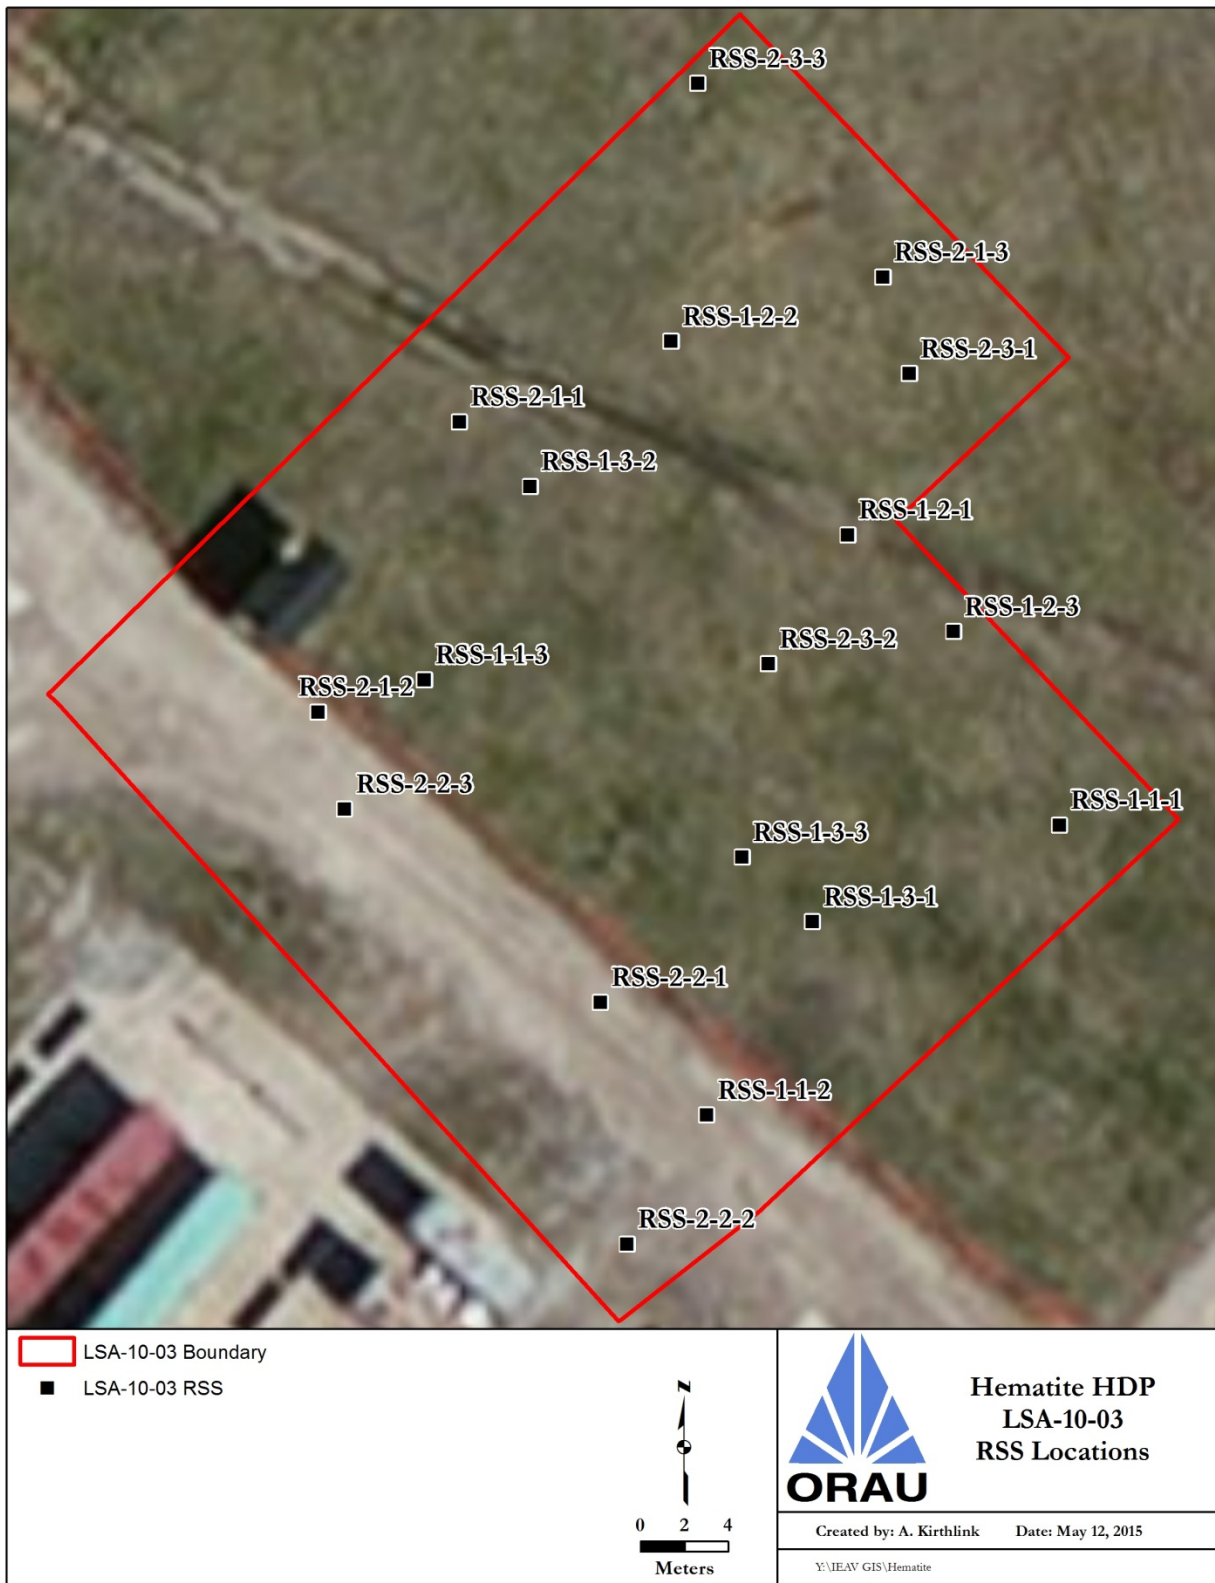 RSS-2-3-3
RSS-2-1-3
RSS-1-2-2
RSS-2-3-1
RSS-2-1-1
RSS-1-3-2
RSS-1-2-1
RSS-1-2-3
RSS-2-3-2
RSS-1-1-3
RSS-2-1-2
RSS-2-2-3
RSS-1-1-1
RSS-1-3-3
RSS-1-3-1
RSS-2-2-1
RSS-1-1-2
RSS-2-2-2
LSA-10-03 Boundary
LSA-10-03 RSS
N
0 2 4
Meters
ORAU
Hematite HDP
LSA-10-03
RSS Locations
Created by: A. Kirthlink Date: May 12, 2015
Y:\IEAV GIS\Hematite